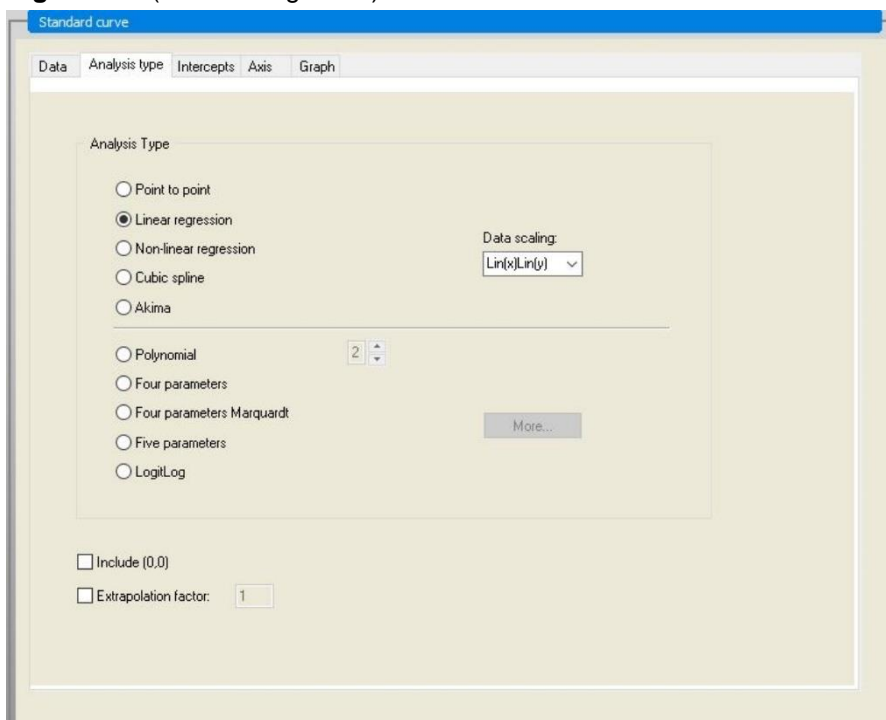 Standard curve
Data Analysis type Intercepts Axis Graph
Analysis Type
Point to point
Linear regression
Non-linear regression
Cubic spline
Akima
Data scaling:
Lin(x)Lin(y)
Polynomial 2
Four parameters
Four parameters Marquardt
Five parameters
LogitLog
More...
Include (0,0)
Extrapolation factor: 1